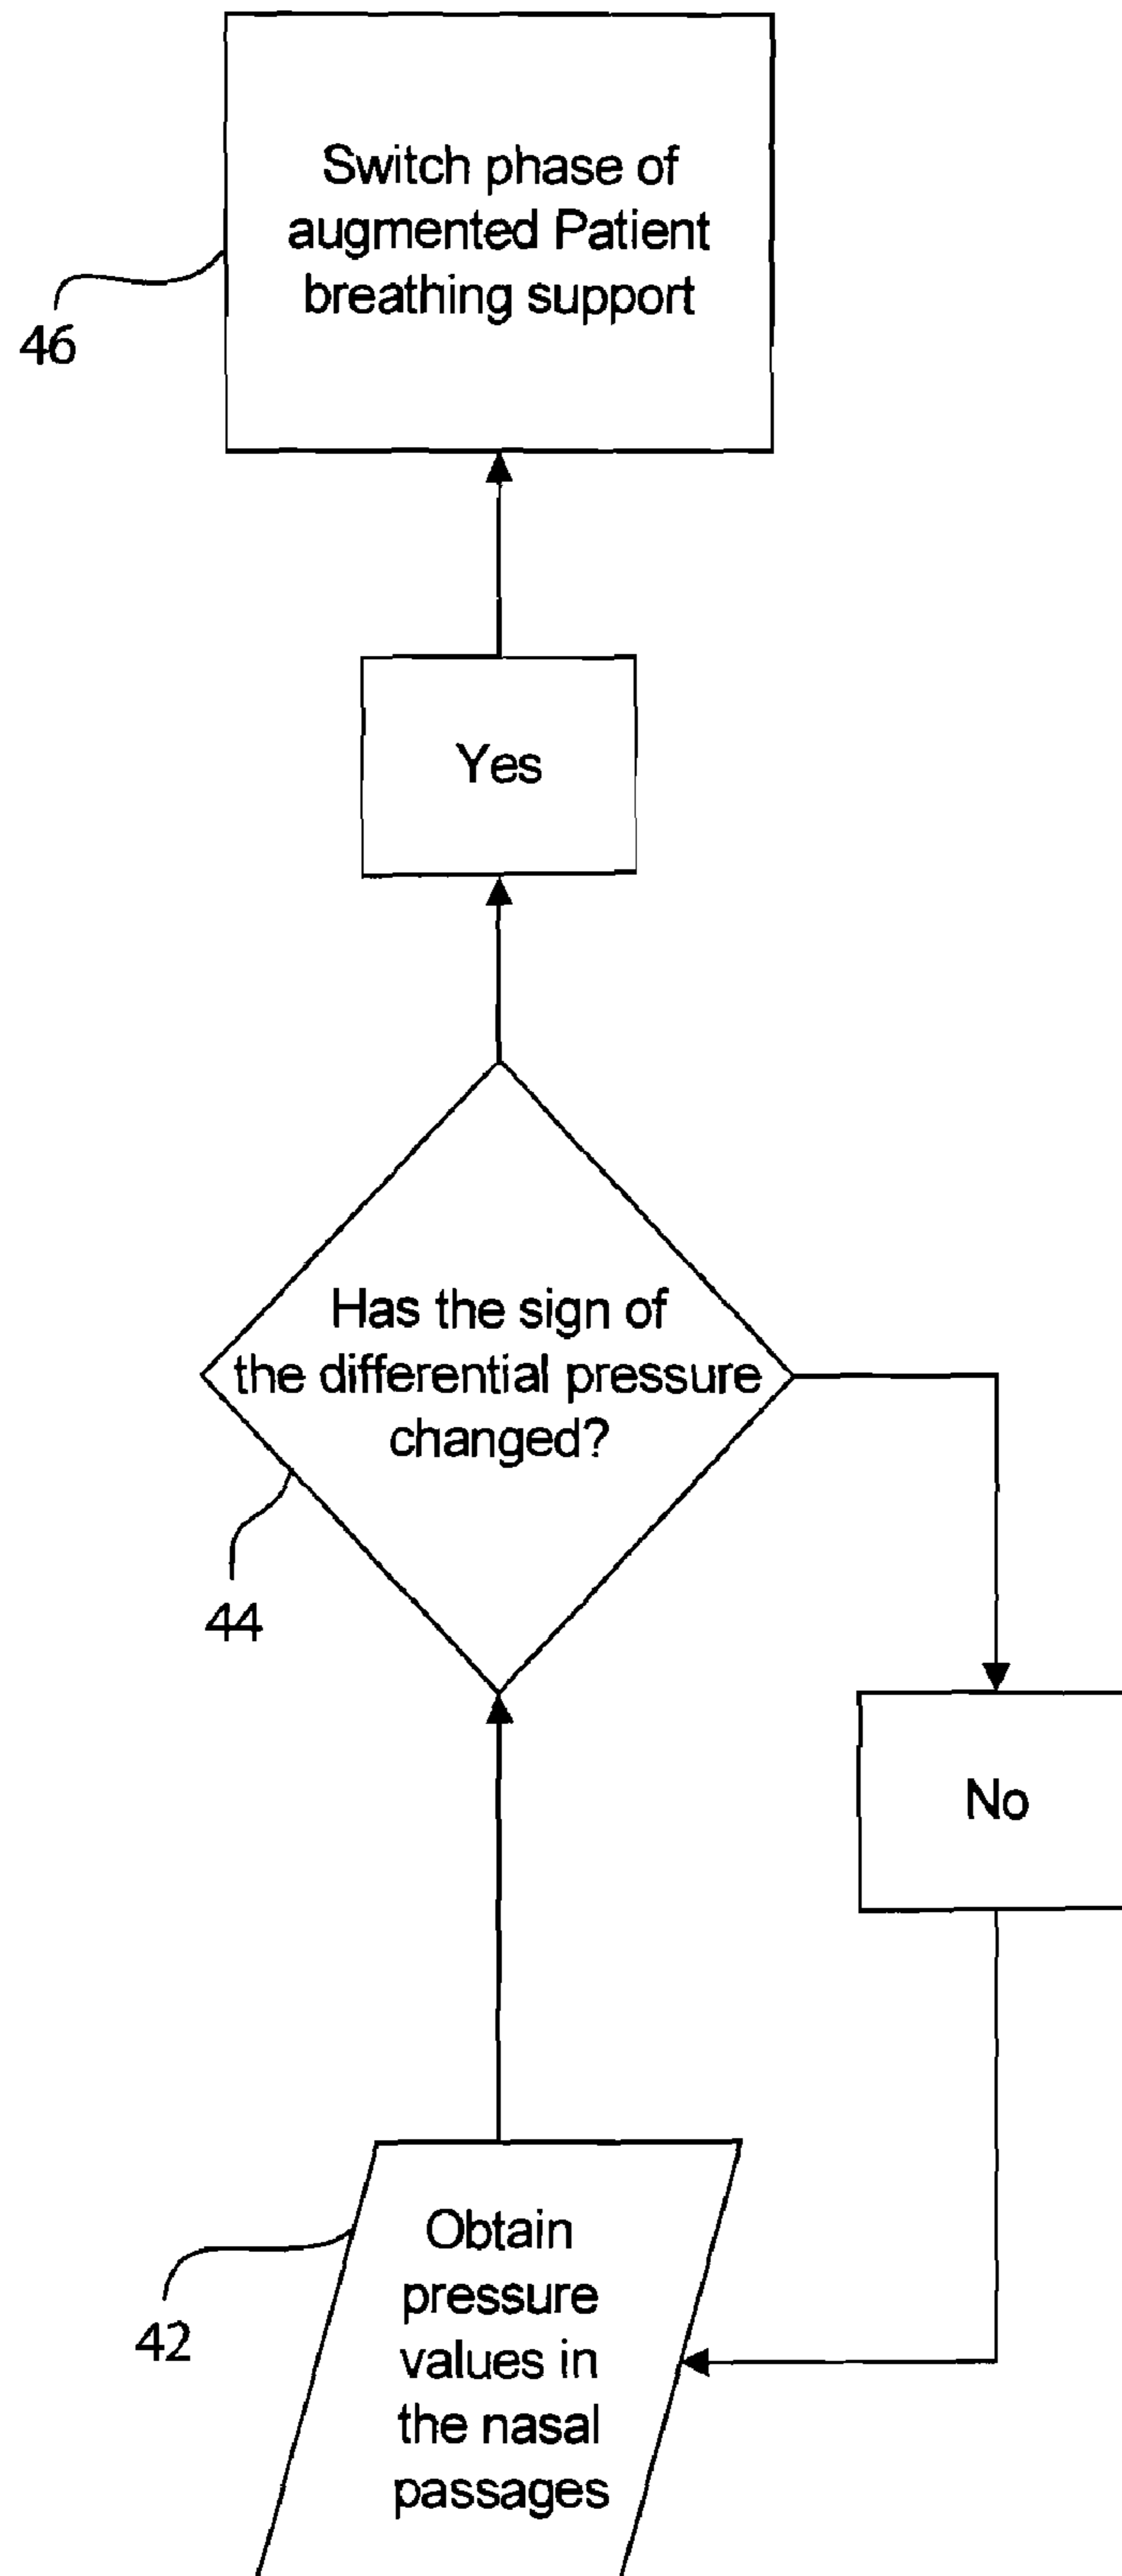 Switch phase of
augmented Patient
breathing support
46
Yes
Has the sign of
the differential pressure
changed?
44
No
Obtain
pressure
values in
the nasal
passages
42